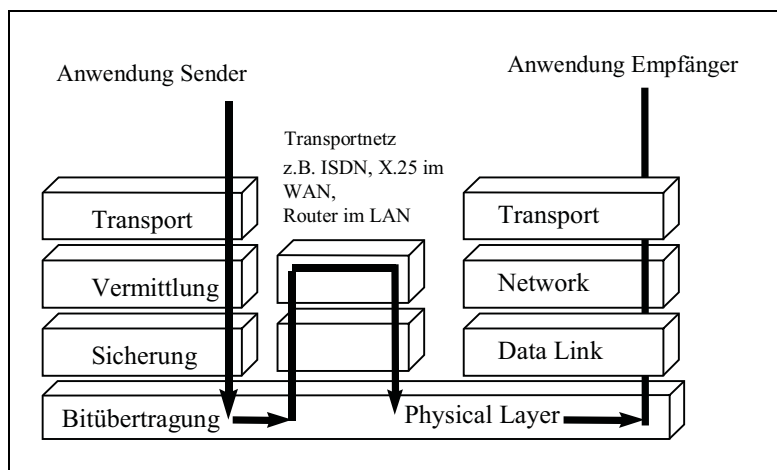 Anwendung Sender
Anwendung Empfänger
Transportnetz
z.B. ISDN, X.25 im
WAN,
Router im LAN
Transport
Vermittlung
Sicherung
Bitübertragung
Transport
Network
Data Link
Physical Layer